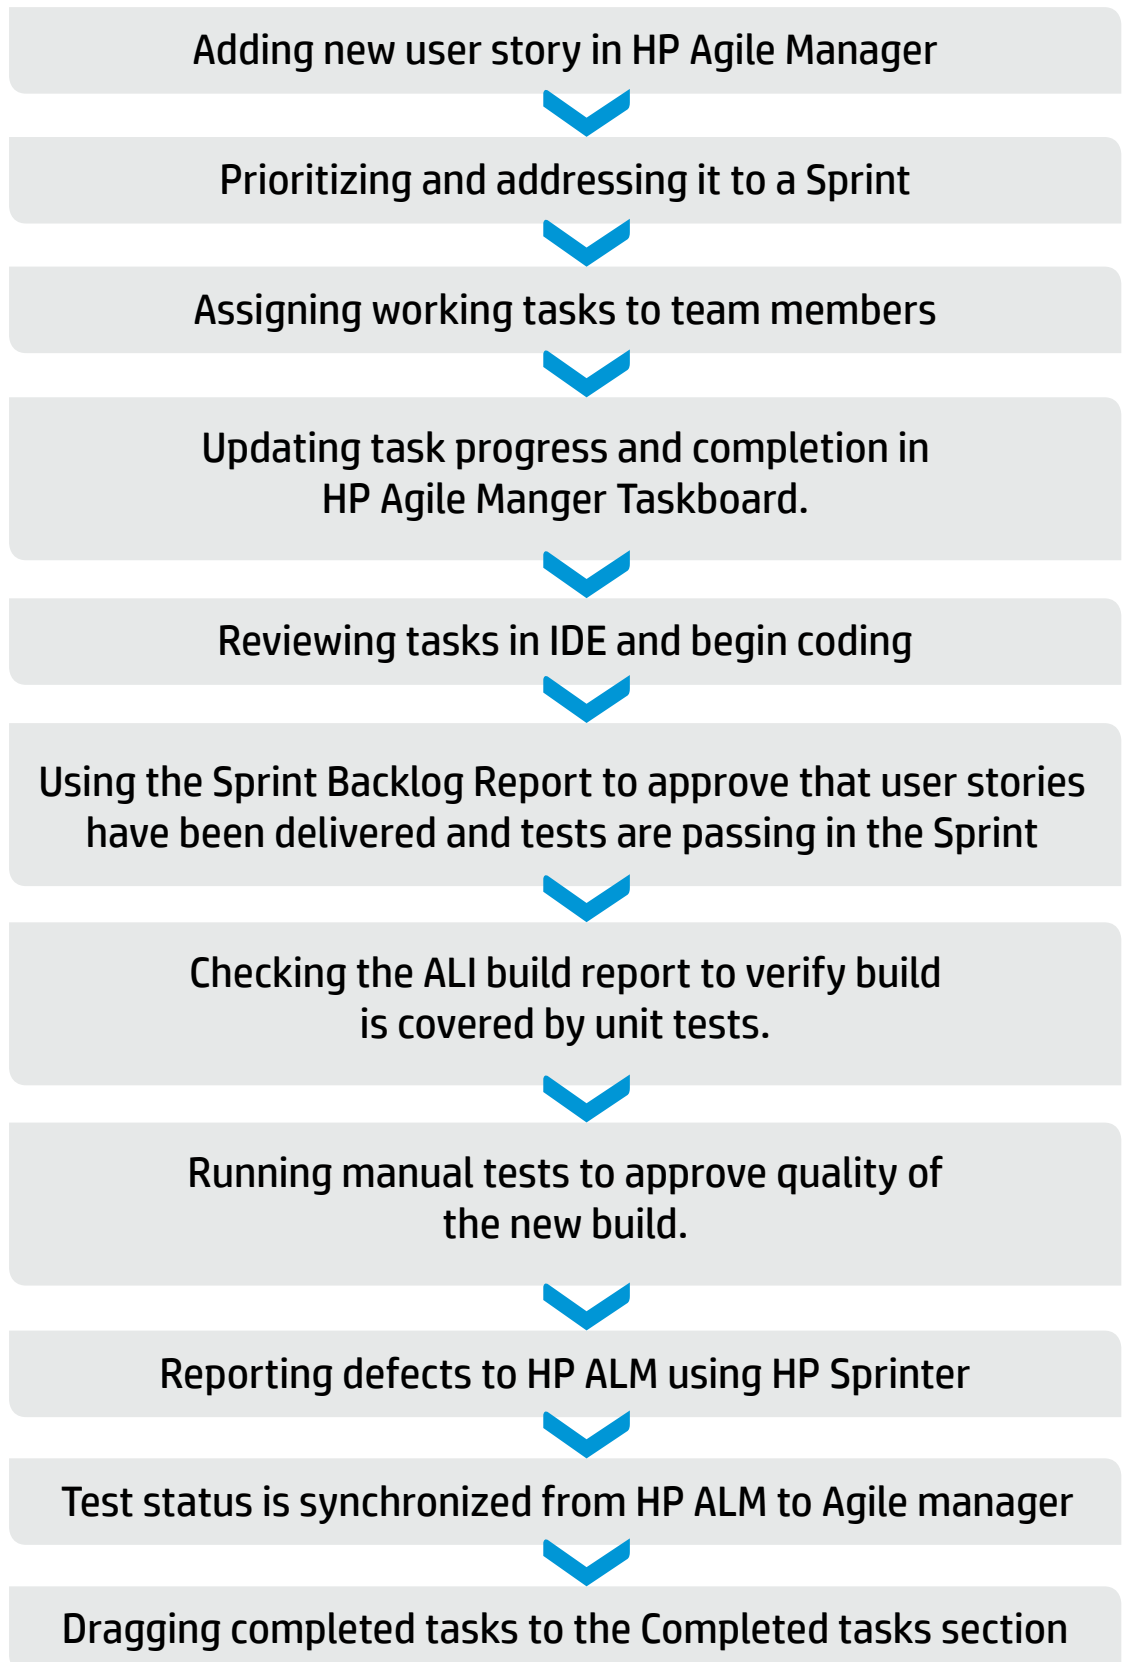 Adding new user story in HP Agile Manager
Prioritizing and addressing it to a Sprint
Assigning working tasks to team members
Updating task progress and completion in
HP Agile Manger Taskboard.
Reviewing tasks in IDE and begin coding
Using the Sprint Backlog Report to approve that user stories
have been delivered and tests are passing in the Sprint
Checking the ALI build report to verify build
is covered by unit tests.
Running manual tests to approve quality of
the new build.
Reporting defects to HP ALM using HP Sprinter
Test status is synchronized from HP ALM to Agile manager
Dragging completed tasks to the Completed tasks section